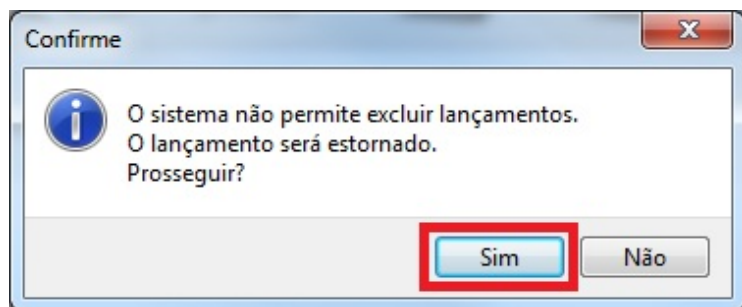 Confirme
O sistema não permite excluir lançamentos.
O lançamento será estornado.
Prosseguir?
Sim Não